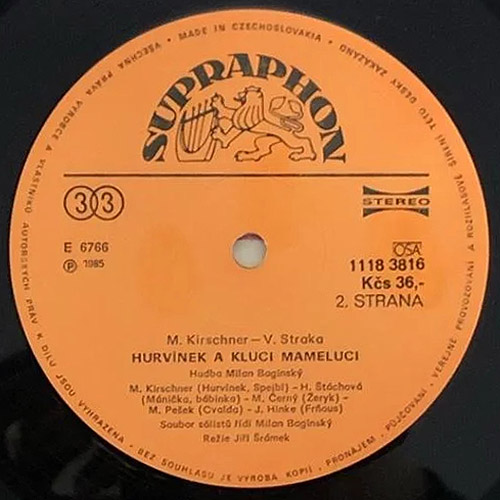 • MADE IN CZECHOSLOVAKIA •
VŠECHNA PRÁVA VÝROBCE A VLASTNÍKŮ AUTORSKÝCH PRÁV K DÍLU JSOU VYHRAZENA • BEZ SOUHLASU JE VÝROBA KOPIÍ, PRONÁJEM, PŮJČOVÁNÍ, VEŘEJNÉ PROVOZOVÁNÍ A ROZHLASOVÉ ŠÍŘENÍ TÉTO DESKY ZAKÁZÁNO
SUPRAPHON
33
STEREO
E 6766
℗ 1985
OSA
1118 3816
Kčs 36,-
2. STRANA
M. Kirschner – V. Straka
HURVÍNEK A KLUCI MAMELUCI
Hudba Milan Baginský
M. Kirschner (Hurvínek, Spejbl) – H. Štáchová
(Mánička, bábinka) – M. Černý (Žeryk) –
M. Pešek (Cvalda) – J. Hinke (Frňous)
Soubor sólistů řídí Milan Baginský
Režie Jiří Šrámek